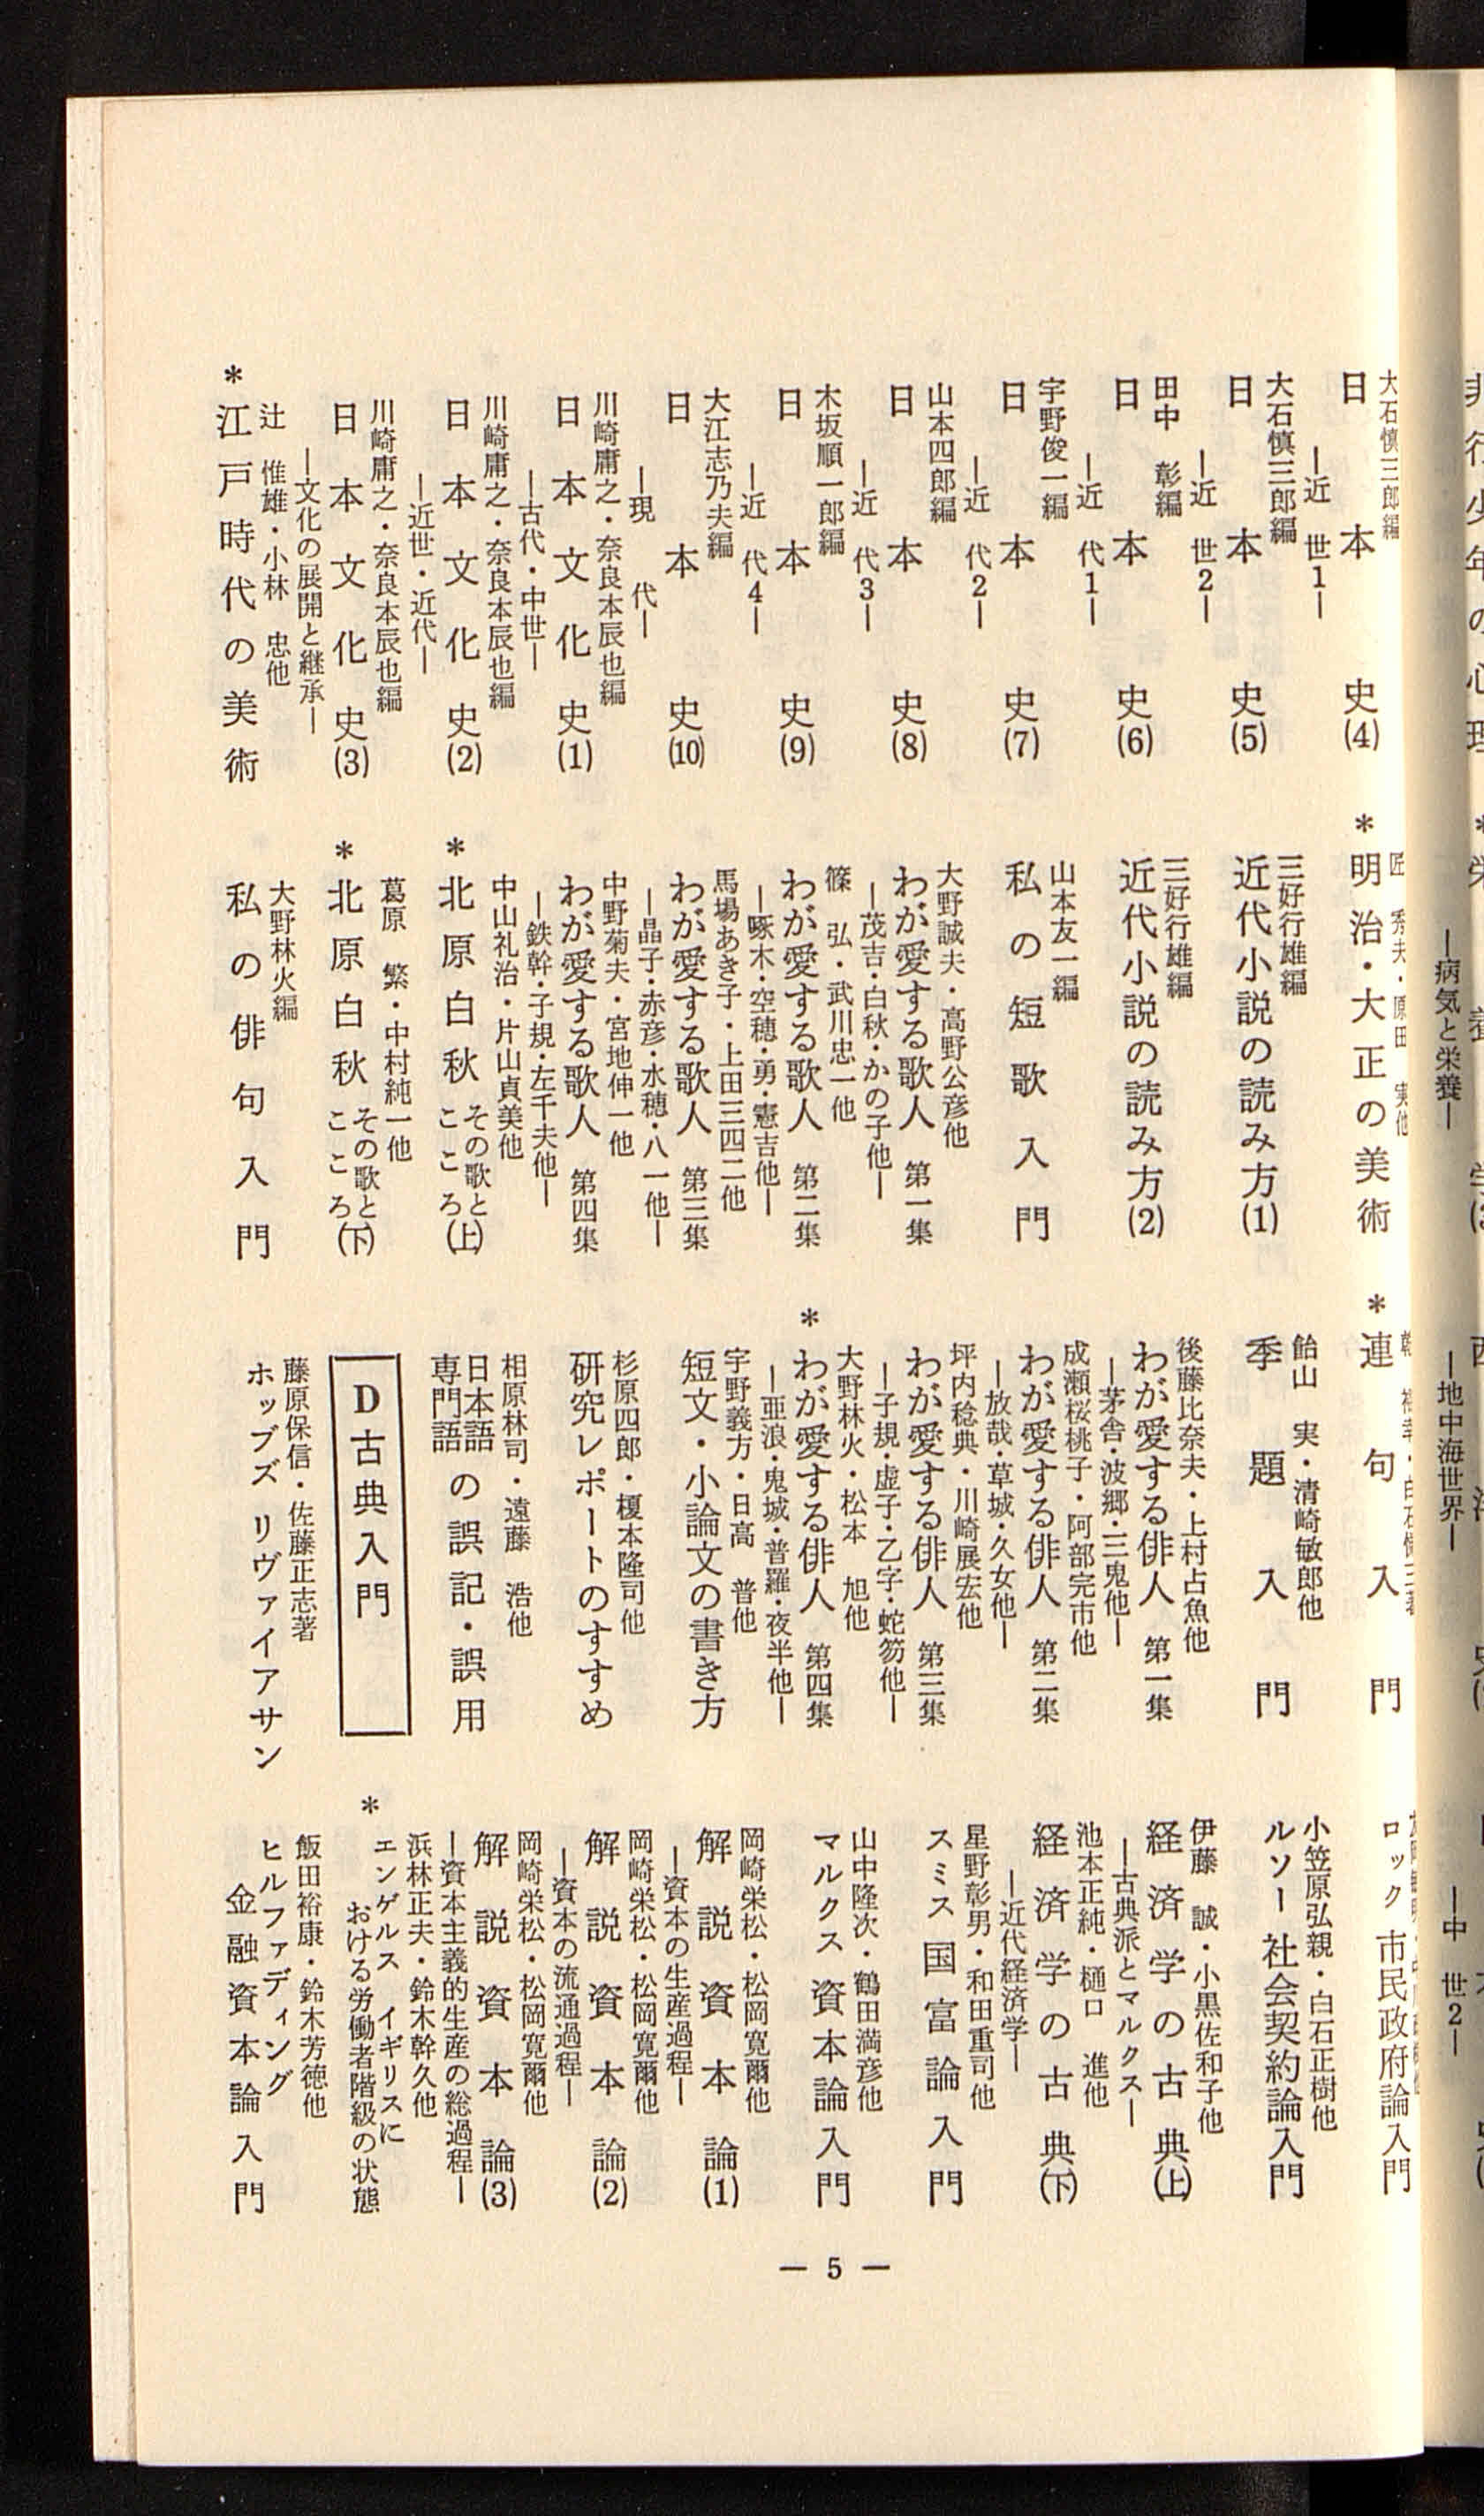 大石慎三郎編
日本史(4)
―近世1―
大石慎三郎編
日本史(5)
―近世2―
田中 彰編
日本史(6)
―近代1―
宇野俊一編
日本史(7)
―近代2―
山本四郎編
日本史(8)
―近代3―
木坂順一郎編
日本史(9)
―近代4―
大江志乃夫編
日本史(10)
―現代―
川崎庸之・奈良本辰也編
日本文化史(1)
―古代・中世―
川崎庸之・奈良本辰也編
日本文化史(2)
―近世・近代―
川崎庸之・奈良本辰也編
日本文化史(3)
―文化の展開と継承―
辻 惟雄・小林 忠他
*江戸時代の美術
匠 秀夫・原田 実他
*明治・大正の美術
三好行雄編
近代小説の読み方(1)
三好行雄編
近代小説の読み方(2)
山本友一編
私の短歌入門
大野誠夫・高野公彦他
わが愛する歌人 第一集
―茂吉・白秋・かの子他―
篠 弘・武川忠一他
わが愛する歌人 第二集
―啄木・空穂・勇・憲吉他―
馬場あき子・上田三四二他
わが愛する歌人 第三集
―晶子・赤彦・水穂・八一他―
中野菊夫・宮地伸一他
わが愛する歌人 第四集
―鉄幹・子規・左千夫他―
中山礼治・片山貞美他
*北原白秋 その歌とこころ(上)
葛原 繁・中村純一他
*北原白秋 その歌とこころ(下)
大野林火編
私の俳句入門
*連句入門
飴山 実・清崎敏郎他
季題入門
後藤比奈夫・上村占魚他
わが愛する俳人 第一集
―茅舎・波郷・三鬼他―
成瀬桜桃子・阿部完市他
わが愛する俳人 第二集
―放哉・草城・久女他―
坪内稔典・川崎展宏他
わが愛する俳人 第三集
―子規・虚子・乙字・蛇笏他―
大野林火・松本 旭他
*わが愛する俳人 第四集
―亜浪・鬼城・普羅・夜半他―
宇野義方・日高 普他
短文・小論文の書き方
杉原四郎・榎本隆司他
研究レポートのすすめ
相原林司・遠藤 浩他
日本語専門語の誤記・誤用
D古典入門
藤原保信・佐藤正志著
ホッブズ リヴァイアサン
ロック 市民政府論入門
小笠原弘親・白石正樹他
ルソー 社会契約論入門
伊藤 誠・小黒佐和子他
経済学の古典(上)
―古典派とマルクス―
池本正純・樋口 進他
経済学の古典(下)
―近代経済学―
星野彰男・和田重司他
スミス 国富論入門
山中隆次・鶴田満彦他
マルクス 資本論入門
岡崎栄松・松岡寛爾他
解説資本論(1)
―資本の生産過程―
岡崎栄松・松岡寛爾他
解説資本論(2)
―資本の流通過程―
岡崎栄松・松岡寛爾他
解説資本論(3)
―資本主義的生産の総過程―
浜林正夫・鈴木幹久他
*エンゲルス イギリスに
おける労働者階級の状態
飯田裕康・鈴木芳徳他
ヒルファディング
金融資本論入門
― 5 ―
非行少年の心理
―病気と栄養―
―地中海世界―
―中世2―